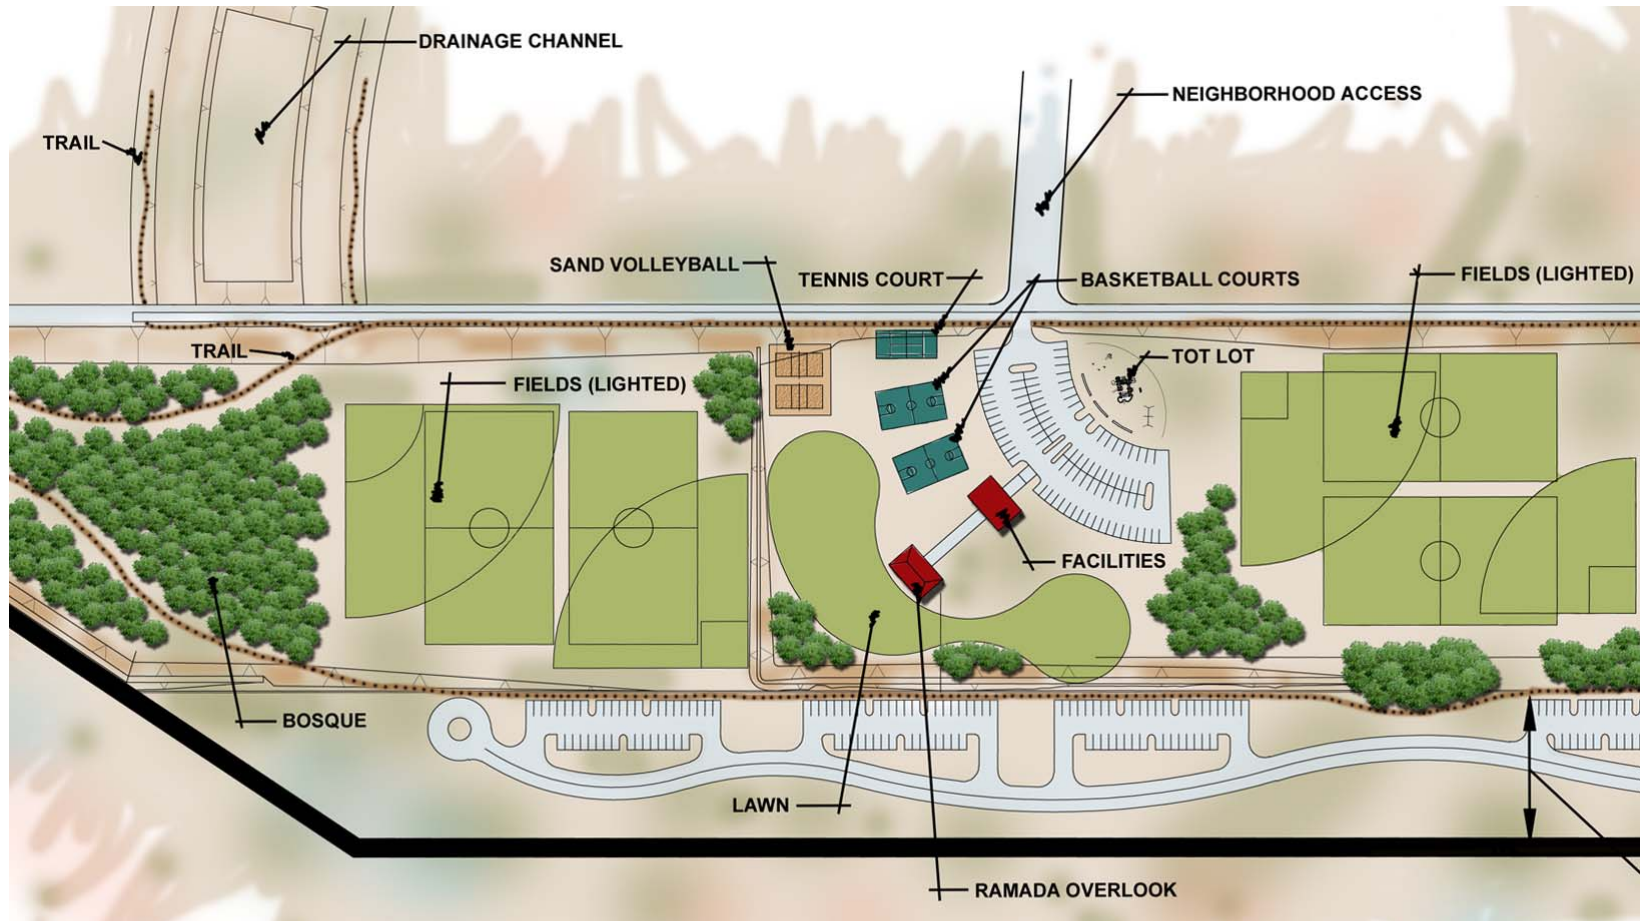 DRAINAGE CHANNEL
NEIGHBORHOOD ACCESS
TRAIL
SAND VOLLEYBALL
TENNIS COURT
BASKETBALL COURTS
FIELDS (LIGHTED)
TRAIL
TOT LOT
FIELDS (LIGHTED)
FACILITIES
BOSQUE
LAWN
RAMADA OVERLOOK